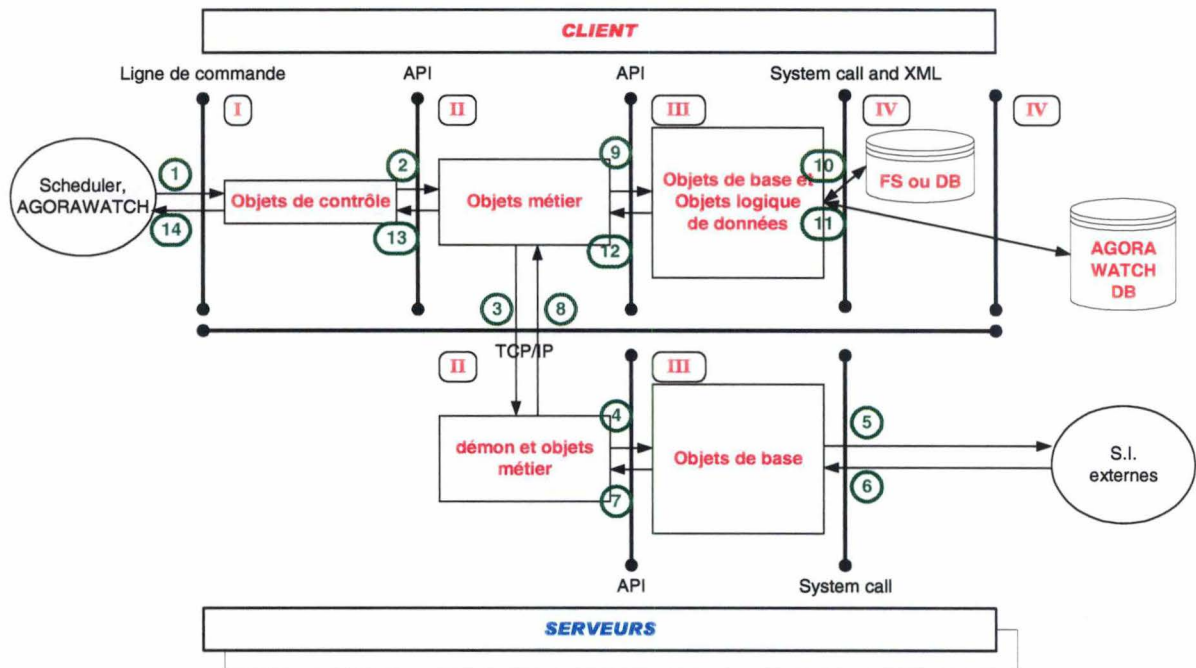 CLIENT
Ligne de commande
API
API
System call and XML
I
II
III
IV
IV
1
2
9
10
Scheduler,
AGORAWATCH
Objets de contrôle
Objets métier
Objets de base et
Objets logique
de données
FS ou DB
14
13
12
11
AGORA
WATCH
DB
3
8
TCP/IP
II
III
4
5
démon et objets
métier
Objets de base
S.I.
externes
7
6
API
System call
SERVEURS